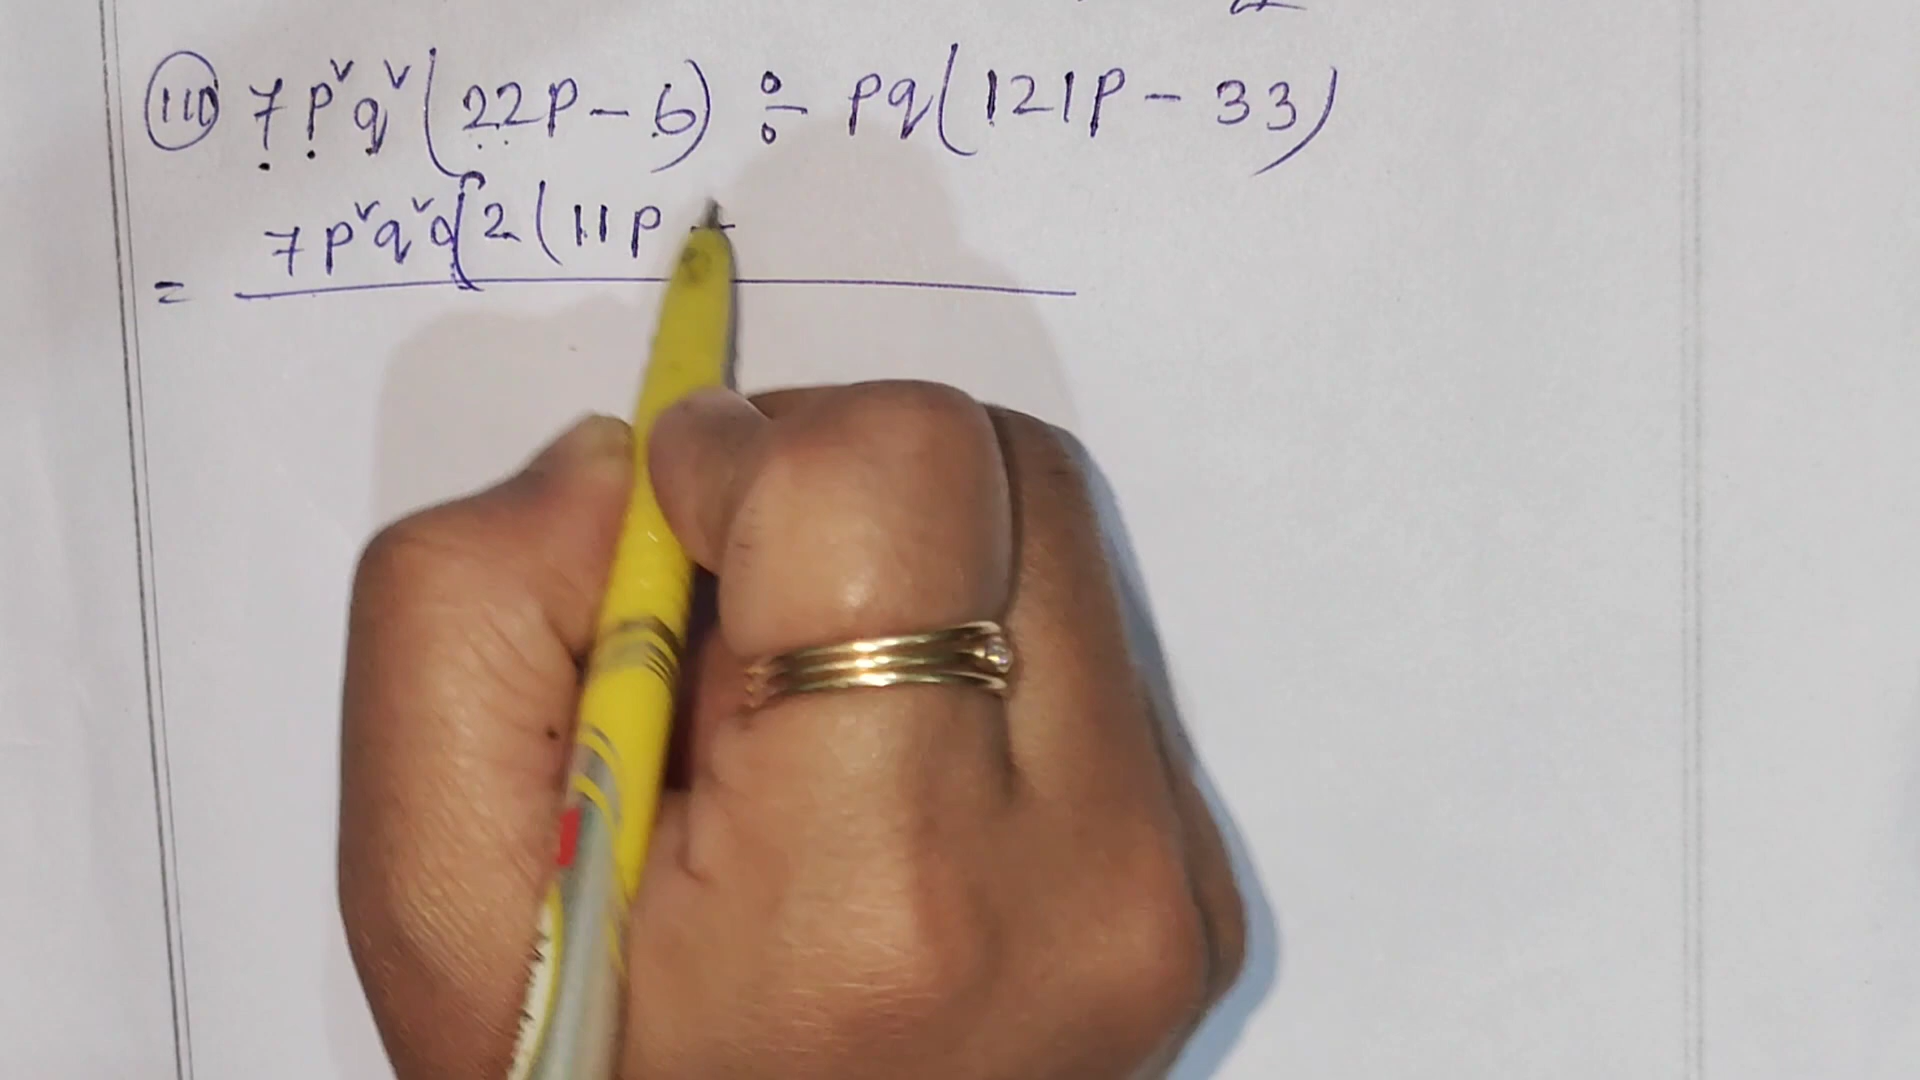 (iii) 7p²q²(22p - 6) ÷ pq(121p - 33)
= 7p²q² [2(11p -